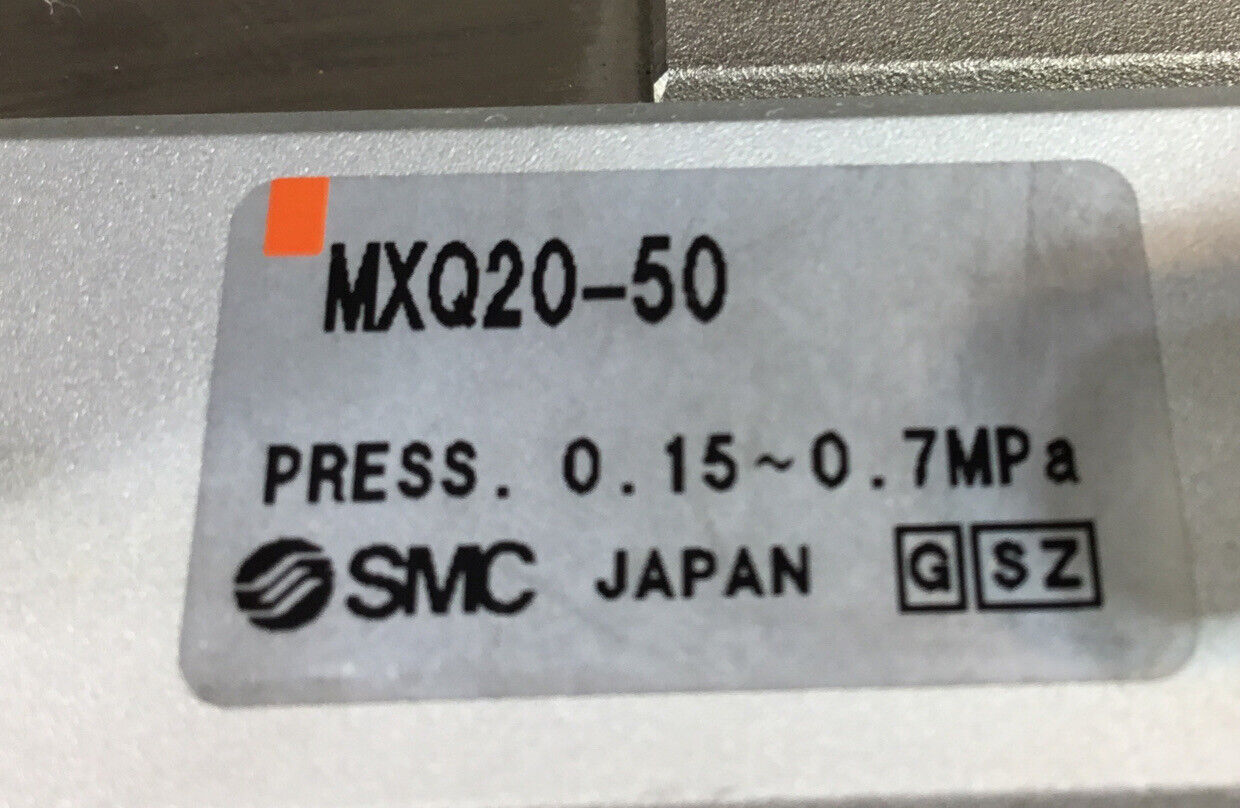 MXQ20-50
PRESS. 0.15~0.7MPa
SMC JAPAN G SZ